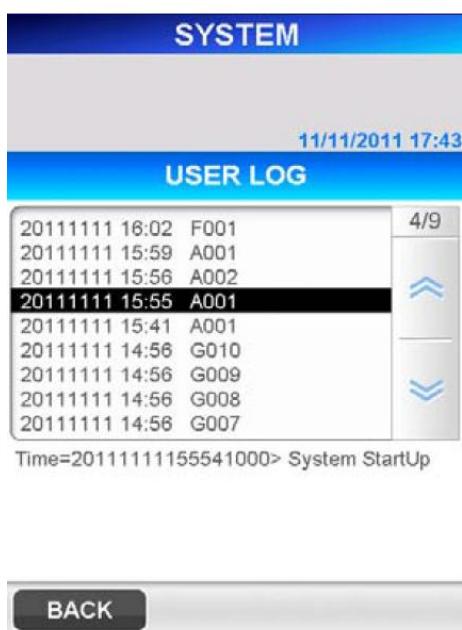 SYSTEM
11/11/2011 17:43
USER LOG
20111111 16:02 F001
4/9
20111111 15:59 A001
20111111 15:56 A002
20111111 15:55 A001
20111111 15:41 A001
20111111 14:56 G010
20111111 14:56 G009
20111111 14:56 G008
20111111 14:56 G007
Time=20111111155541000> System StartUp
BACK